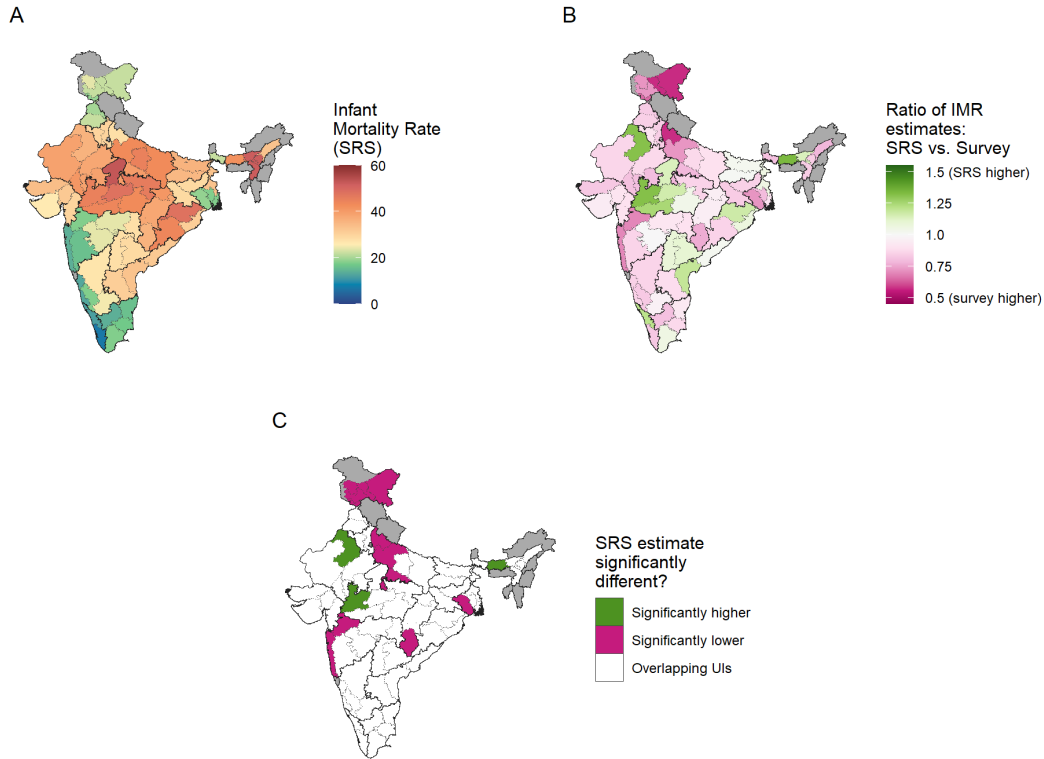 A
B
Infant
Mortality Rate
(SRS)
60
40
20
0
Ratio of IMR
estimates:
SRS vs. Survey
1.5 (SRS higher)
1.25
1.0
0.75
0.5 (survey higher)
C
SRS estimate
significantly
different?
Significantly higher
Significantly lower
Overlapping UIs